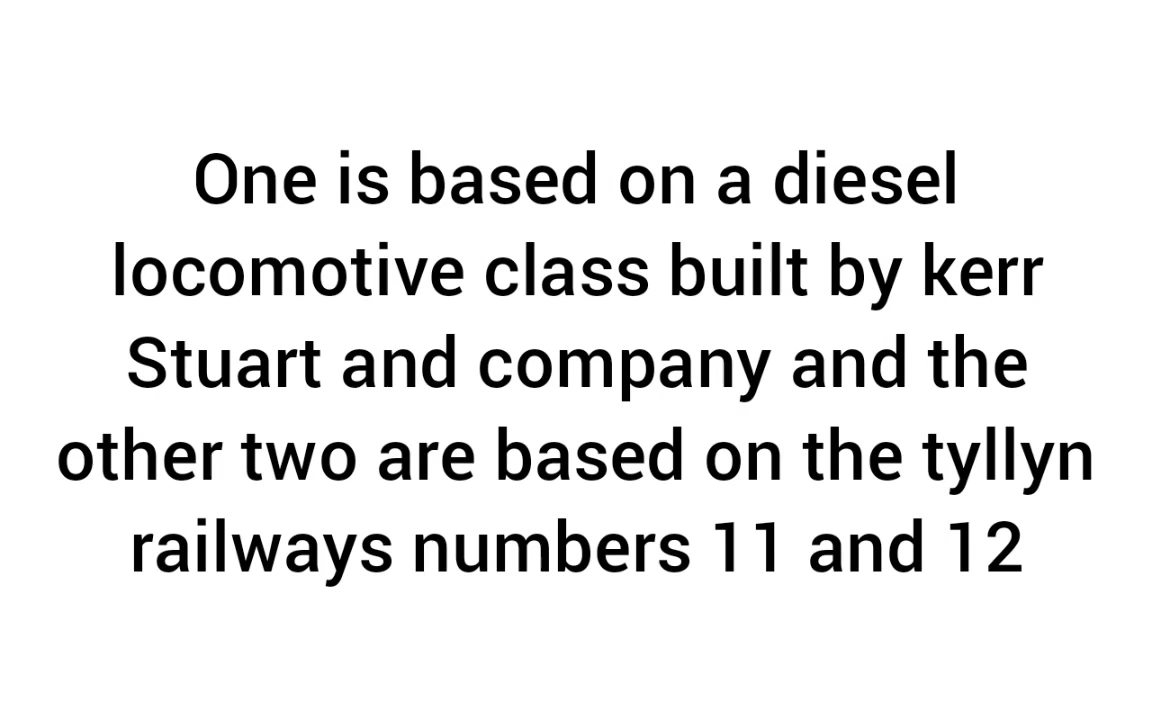 One is based on a diesel
locomotive class built by kerr
Stuart and company and the
other two are based on the tyllyn
railways numbers 11 and 12